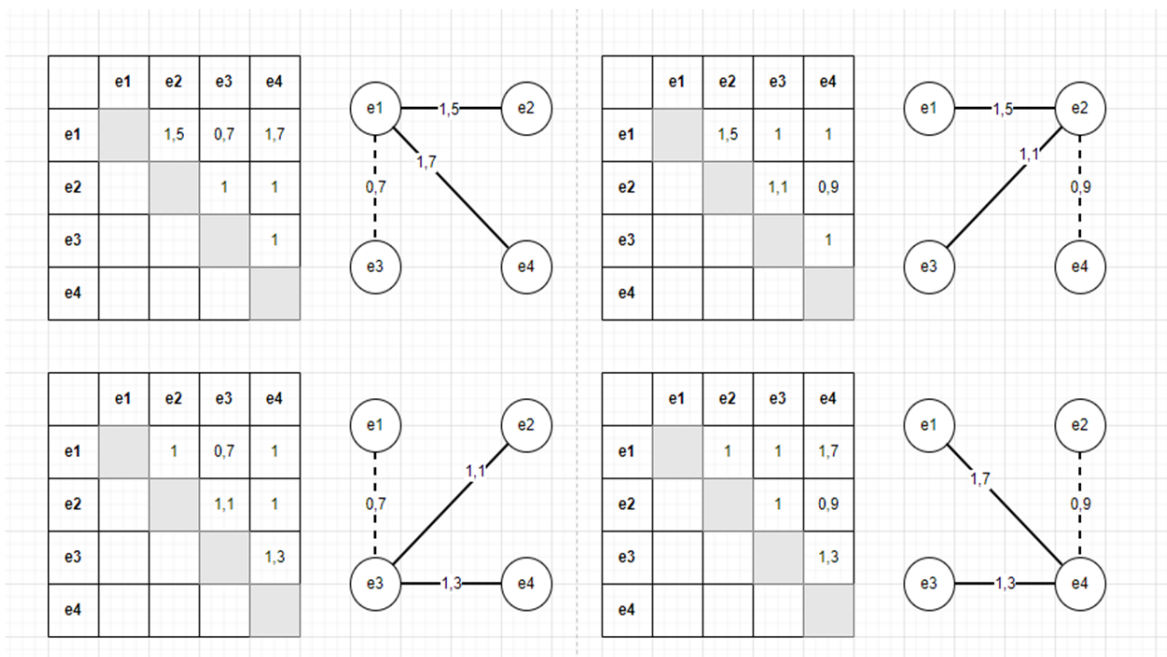 e1 e2 e3 e4
e1 1,5 0,7 1,7
e2 1 1
e3 1
e4
e1 1,5 e2
1,7
0,7
e3 e4
e1 e2 e3 e4
e1 1,5 1 1
e2 1,1 0,9
e3 1
e4
e1 1,5 e2
1,1
0,9
e3 e4
e1 e2 e3 e4
e1 1 0,7 1
e2 1,1 1
e3 1,3
e4
e1 e2
1,1
0,7
e3 1,3 e4
e1 e2 e3 e4
e1 1 1 1,7
e2 1 0,9
e3 1,3
e4
e1 e2
1,7
0,9
e3 1,3 e4